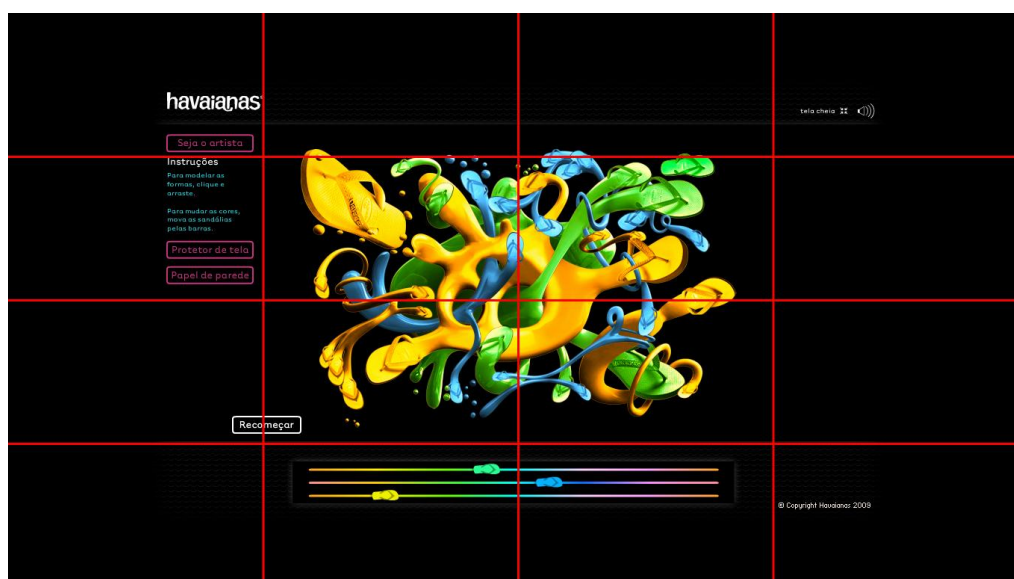 havaianas
tela cheia
Seja o artista
Instruções
Para modelar as
formas, clique e
arraste.
Para mudar as cores,
mova as sandálias
pelas barras.
Protetor de tela
Papel de parede
Recomeçar
© Copyright Havaianas 2009